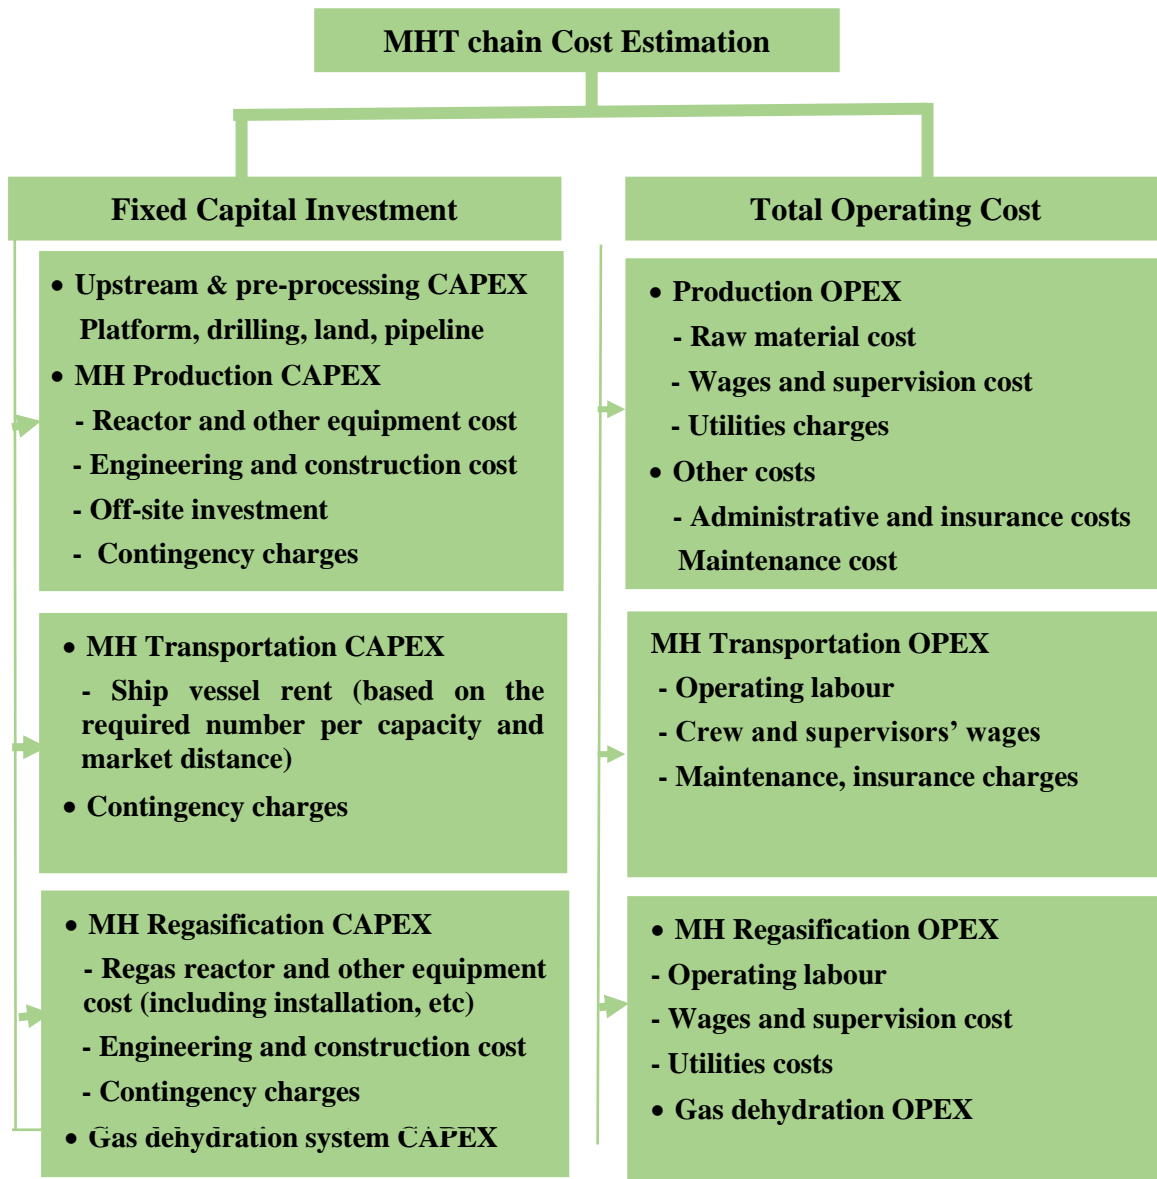 MHT chain Cost Estimation
Fixed Capital Investment
• Upstream & pre-processing CAPEX
Platform, drilling, land, pipeline
• MH Production CAPEX
- Reactor and other equipment cost
- Engineering and construction cost
- Off-site investment
- Contingency charges
• MH Transportation CAPEX
- Ship vessel rent (based on the
required number per capacity and
market distance)
• Contingency charges
• MH Regasification CAPEX
- Regas reactor and other equipment
cost (including installation, etc)
- Engineering and construction cost
- Contingency charges
• Gas dehydration system CAPEX
Total Operating Cost
• Production OPEX
- Raw material cost
- Wages and supervision cost
- Utilities charges
• Other costs
- Administrative and insurance costs
Maintenance cost
MH Transportation OPEX
- Operating labour
- Crew and supervisors’ wages
- Maintenance, insurance charges
• MH Regasification OPEX
- Operating labour
- Wages and supervision cost
- Utilities costs
• Gas dehydration OPEX